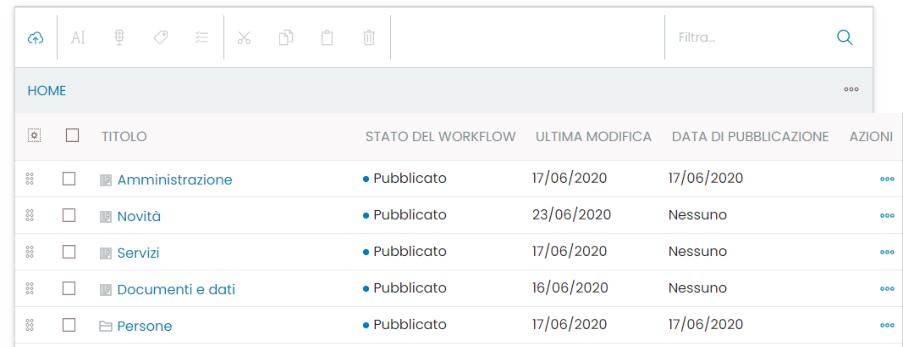 AI Filtra...
HOME
TITOLO STATO DEL WORKFLOW ULTIMA MODIFICA DATA DI PUBBLICAZIONE AZIONI
Amministrazione • Pubblicato 17/06/2020 17/06/2020
Novità • Pubblicato 23/06/2020 Nessuno
Servizi • Pubblicato 17/06/2020 Nessuno
Documenti e dati • Pubblicato 16/06/2020 Nessuno
Persone • Pubblicato 17/06/2020 17/06/2020